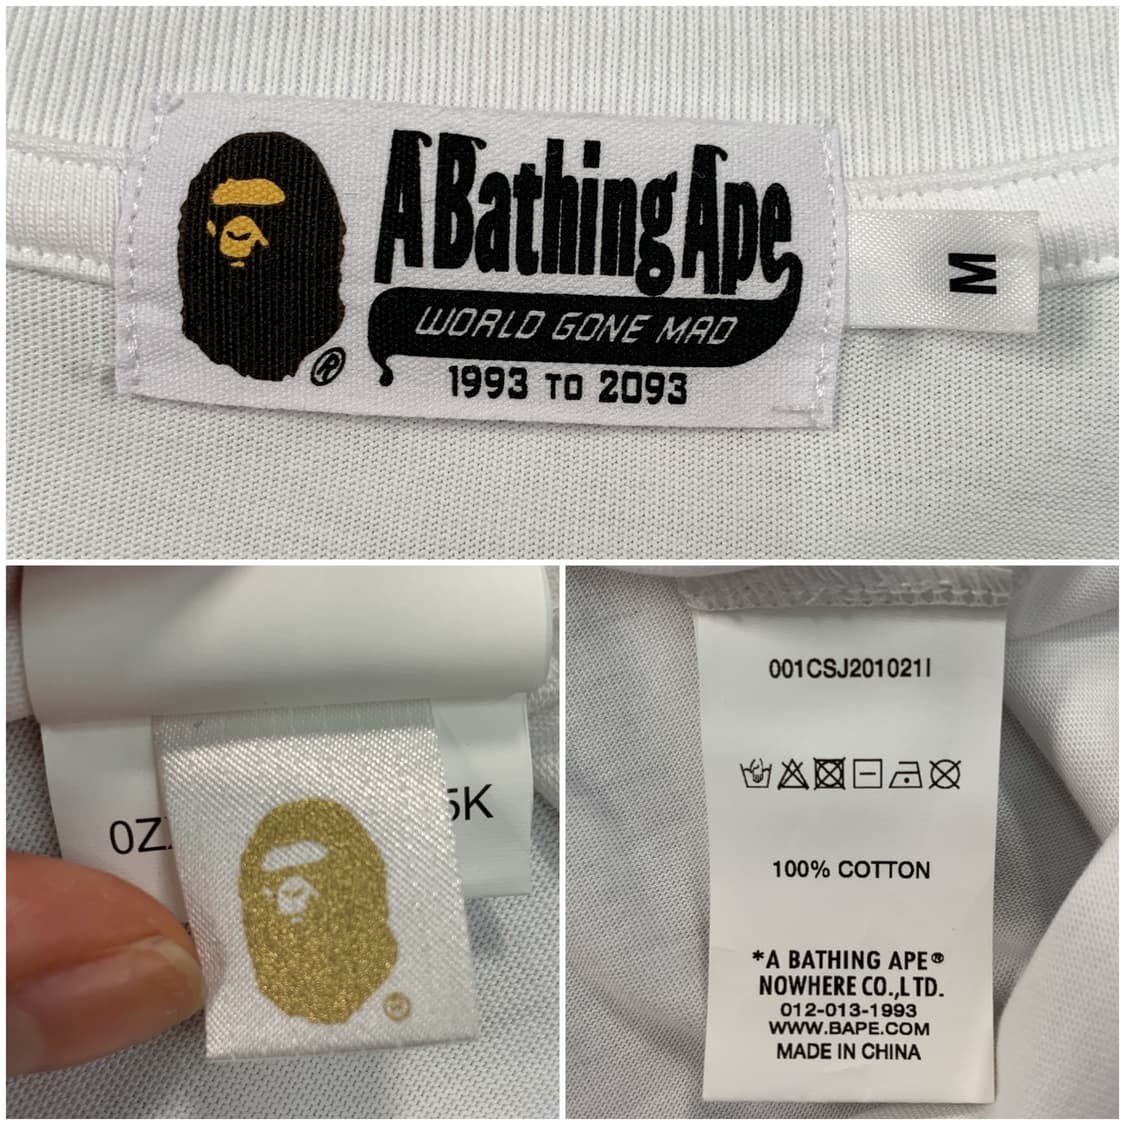 A Bathing Ape
WORLD GONE MAD
1993 TO 2093
®
M
0Z
5K
®
001CSJ201021I
100% COTTON
*A BATHING APE®
NOWHERE CO.,LTD.
012-013-1993
WWW.BAPE.COM
MADE IN CHINA